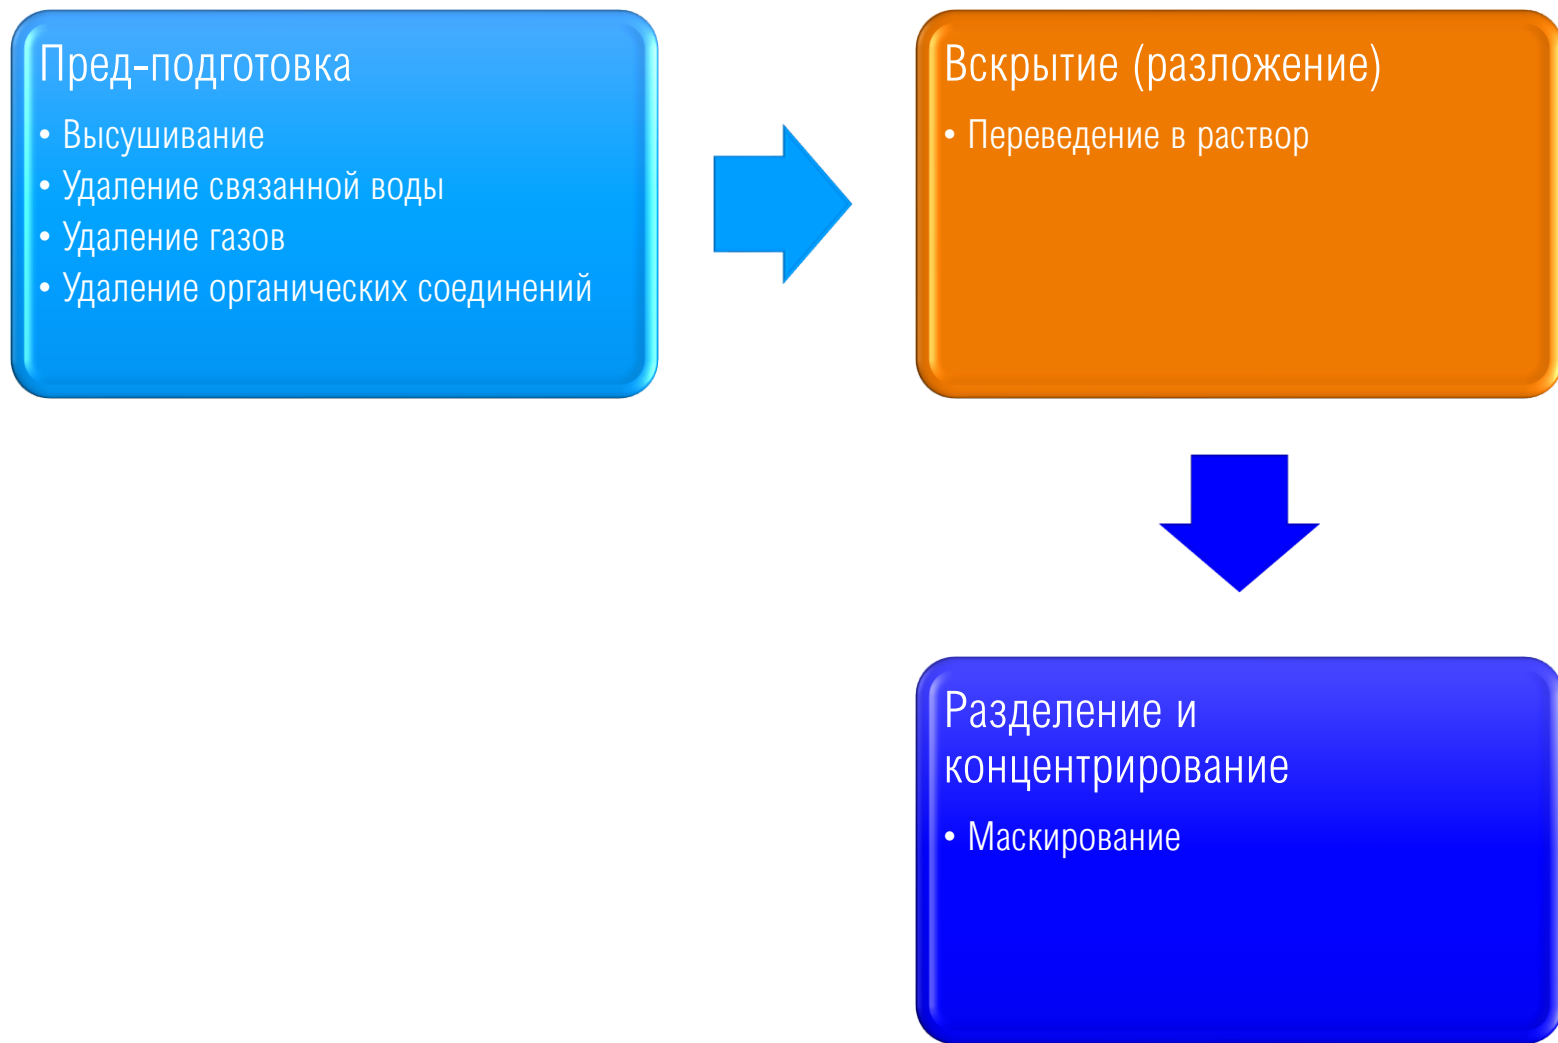 Пред-подготовка
• Высушивание
• Удаление связанной воды
• Удаление газов
• Удаление органических соединений
Вскрытие (разложение)
• Переведение в раствор
Разделение и
концентрирование
• Маскирование